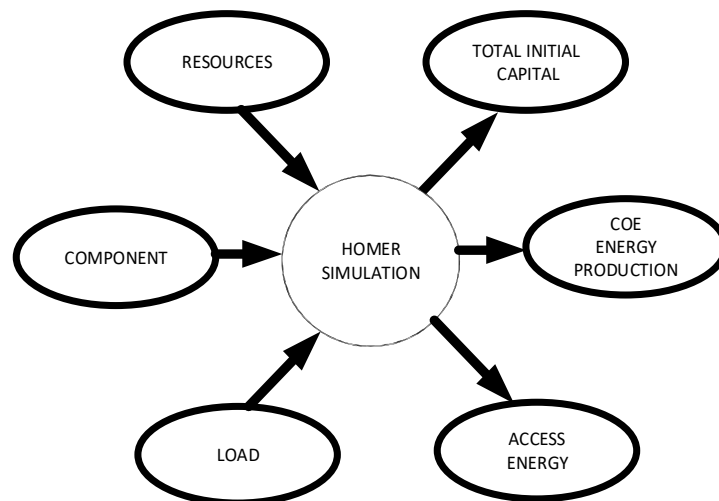 RESOURCES
TOTAL INITIAL
CAPITAL
COMPONENT
HOMER
SIMULATION
COE
ENERGY
PRODUCTION
LOAD
ACCESS
ENERGY